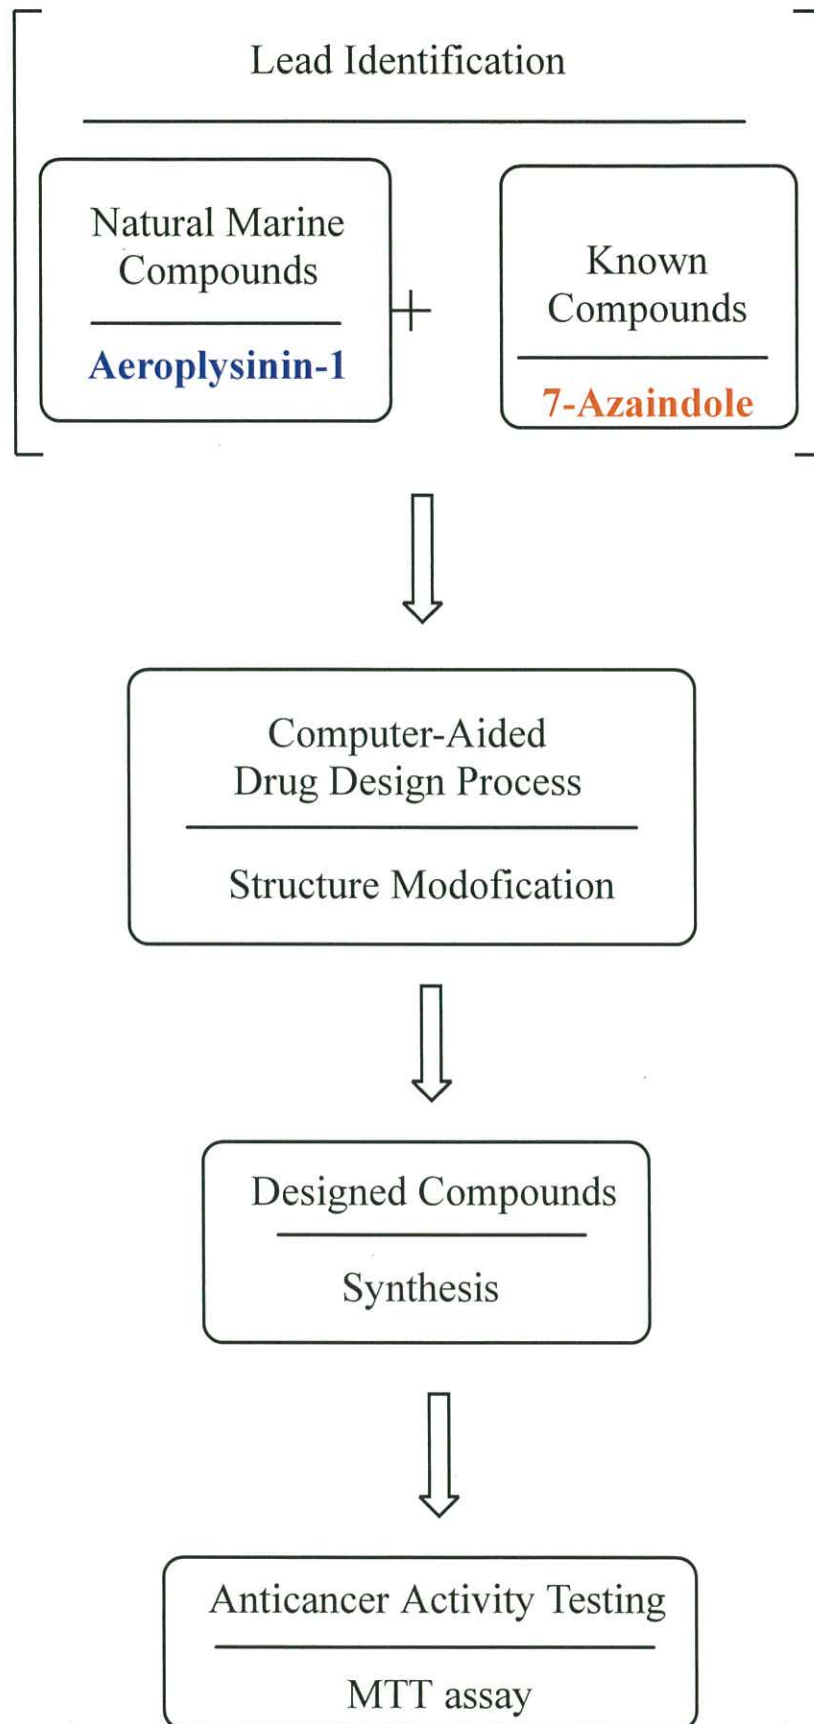 Lead Identification
Natural Marine
Compounds
Aeroplysinin-1
+
Known
Compounds
7-Azaindole
Computer-Aided
Drug Design Process
Structure Modofication
Designed Compounds
Synthesis
Anticancer Activity Testing
MTT assay